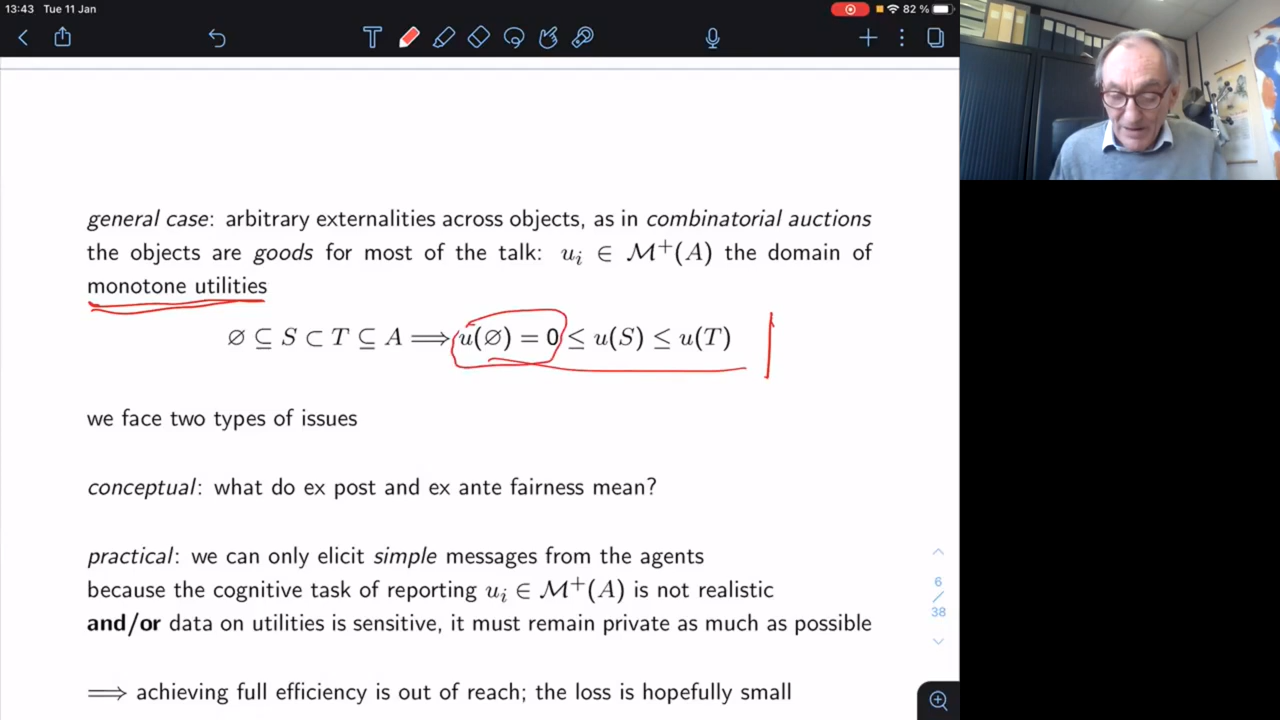 13:43 Tue 11 Jan
82 %
general case: arbitrary externalities across objects, as in combinatorial auctions
the objects are goods for most of the talk: uᵢ ∈ M⁺(A) the domain of
monotone utilities
∅ ⊆ S ⊂ T ⊆ A ⟹ u(∅) = 0 ≤ u(S) ≤ u(T)
we face two types of issues
conceptual: what do ex post and ex ante fairness mean?
practical: we can only elicit simple messages from the agents
because the cognitive task of reporting uᵢ ∈ M⁺(A) is not realistic
and/or data on utilities is sensitive, it must remain private as much as possible
⟹ achieving full efficiency is out of reach; the loss is hopefully small
6
/
38